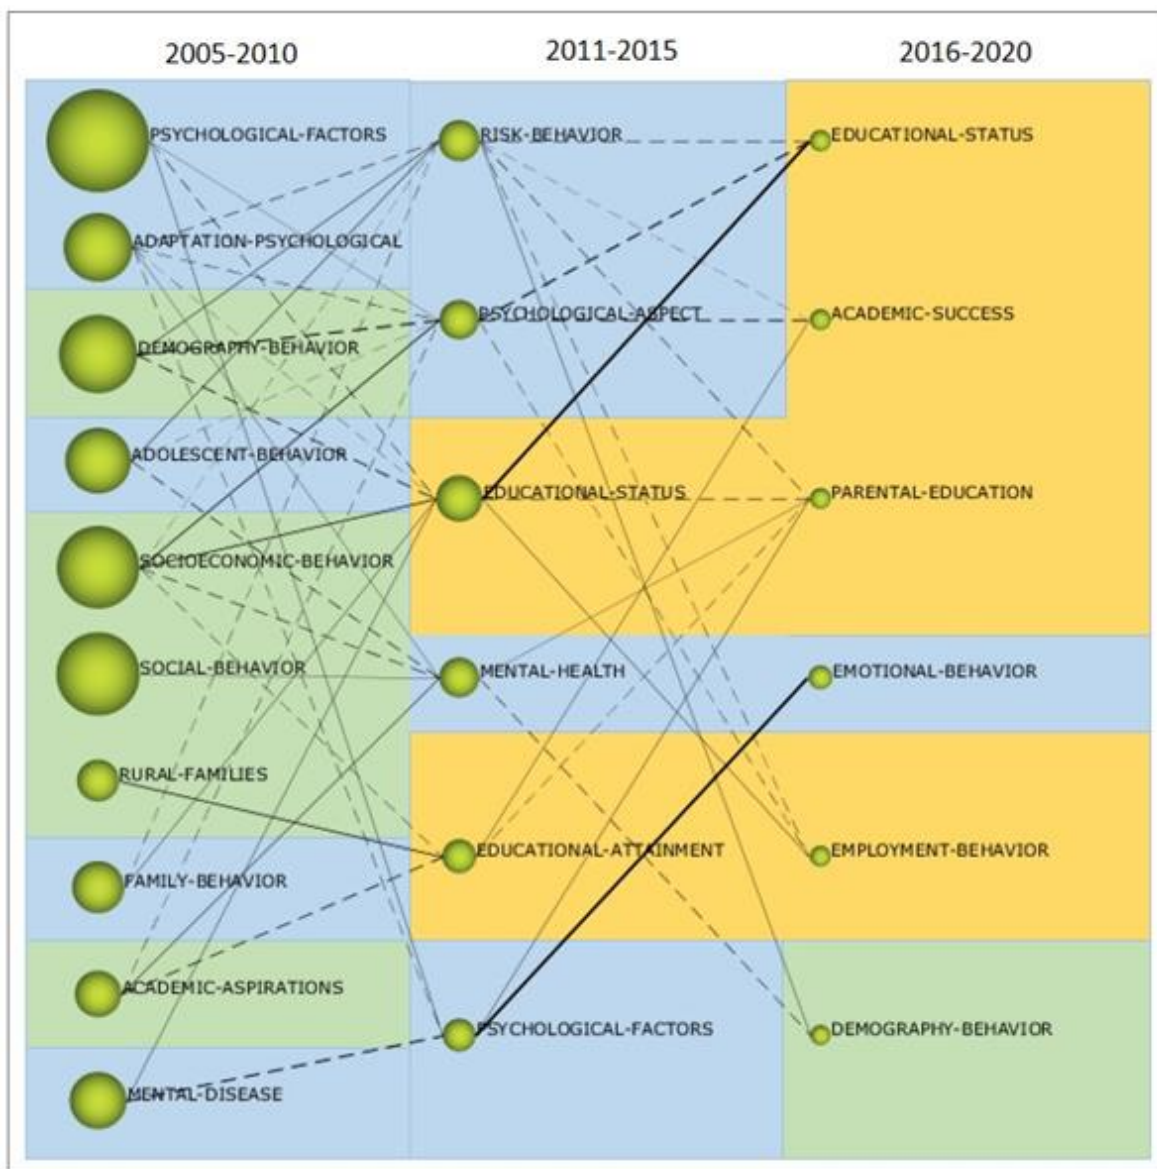 2005-2010
2011-2015
2016-2020
PSYCHOLOGICAL-FACTORS
ADAPTATION-PSYCHOLOGICAL
DEMOGRAPHY-BEHAVIOR
ADOLESCENT-BEHAVIOR
SOCIOECONOMIC-BEHAVIOR
SOCIAL-BEHAVIOR
RURAL-FAMILIES
FAMILY-BEHAVIOR
ACADEMIC-ASPIRATIONS
MENTAL-DISEASE
RISK-BEHAVIOR
PSYCHOLOGICAL-ASPECT
EDUCATIONAL-STATUS
MENTAL-HEALTH
EDUCATIONAL-ATTAINMENT
PSYCHOLOGICAL-FACTORS
EDUCATIONAL-STATUS
ACADEMIC-SUCCESS
PARENTAL-EDUCATION
EMOTIONAL-BEHAVIOR
EMPLOYMENT-BEHAVIOR
DEMOGRAPHY-BEHAVIOR